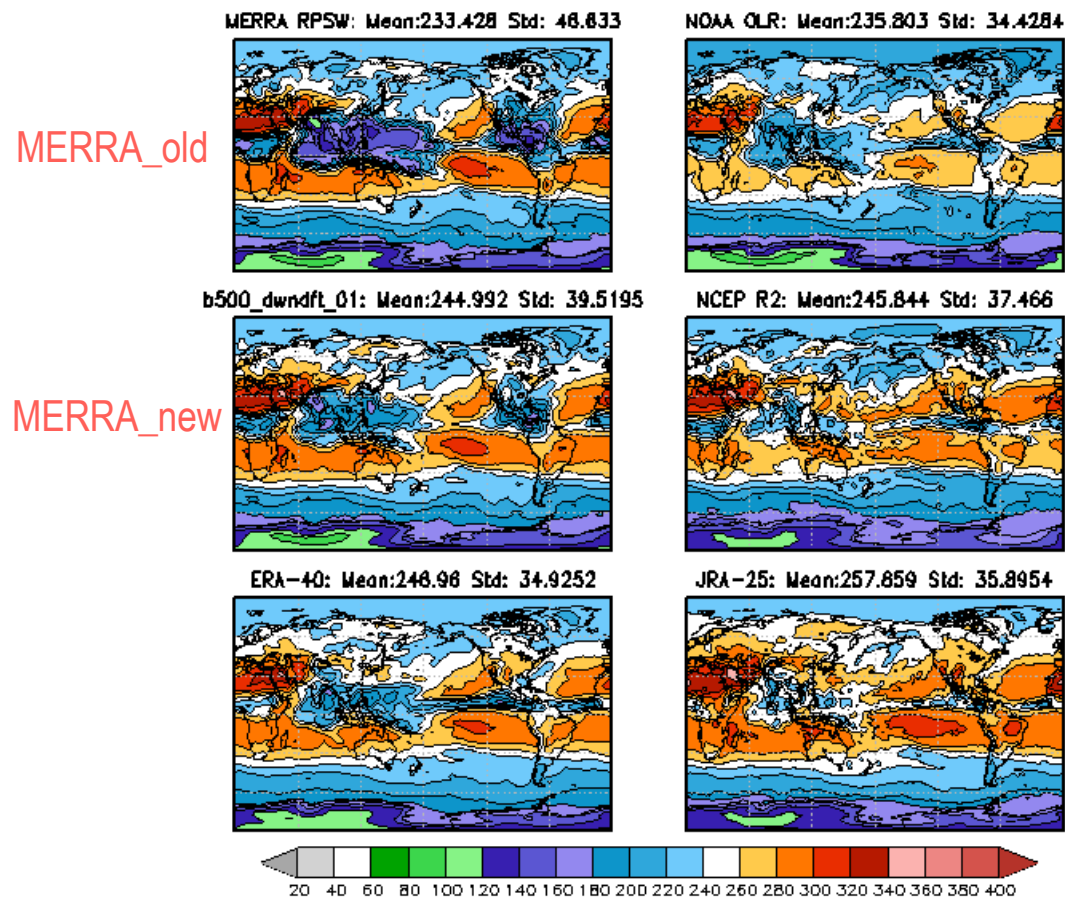 MERRA RPSW: Mean:233.428 Std: 46.633
NOAA OLR: Mean:235.803 Std: 34.4284
MERRA_old
b500_dwndft_01: Mean:244.992 Std: 39.5195
NCEP R2: Mean:245.844 Std: 37.466
MERRA_new
ERA-40: Mean:246.96 Std: 34.9252
JRA-25: Mean:257.859 Std: 35.8954
20 40 60 80 100 120 140 160 180 200 220 240 260 280 300 320 340 360 380 400